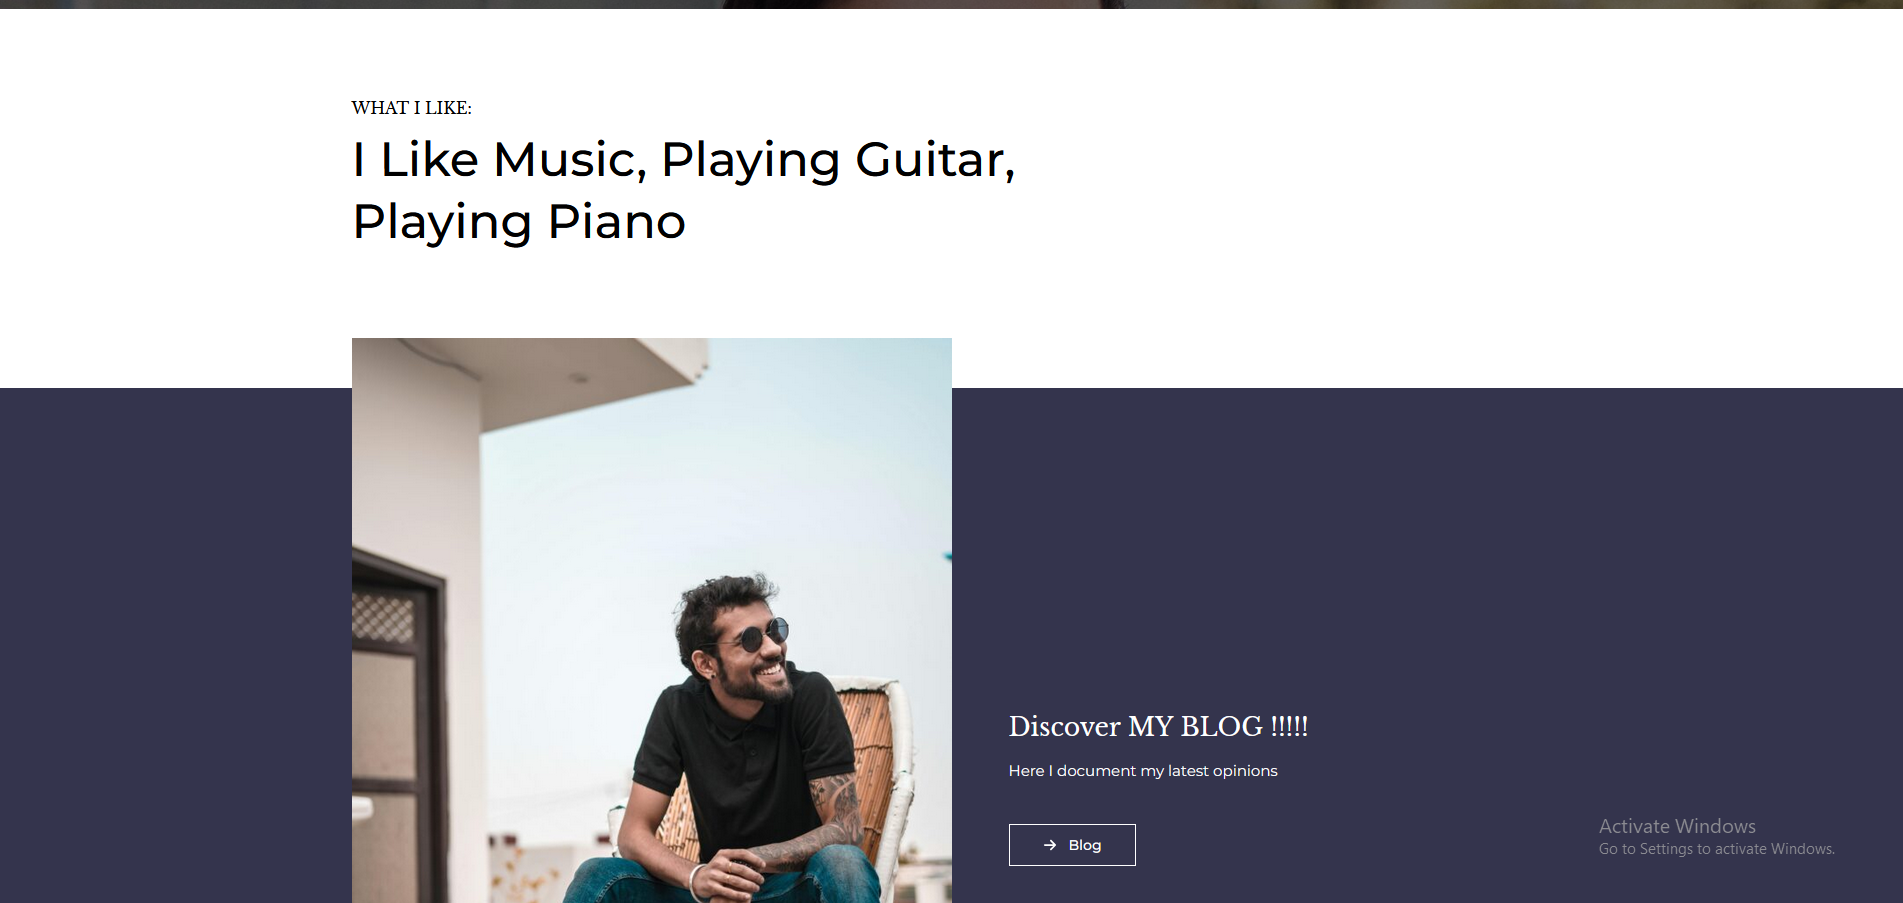 WHAT I LIKE:
I Like Music, Playing Guitar,
Playing Piano
Discover MY BLOG !!!!!
Here I document my latest opinions
Blog
Activate Windows
Go to Settings to activate Windows.